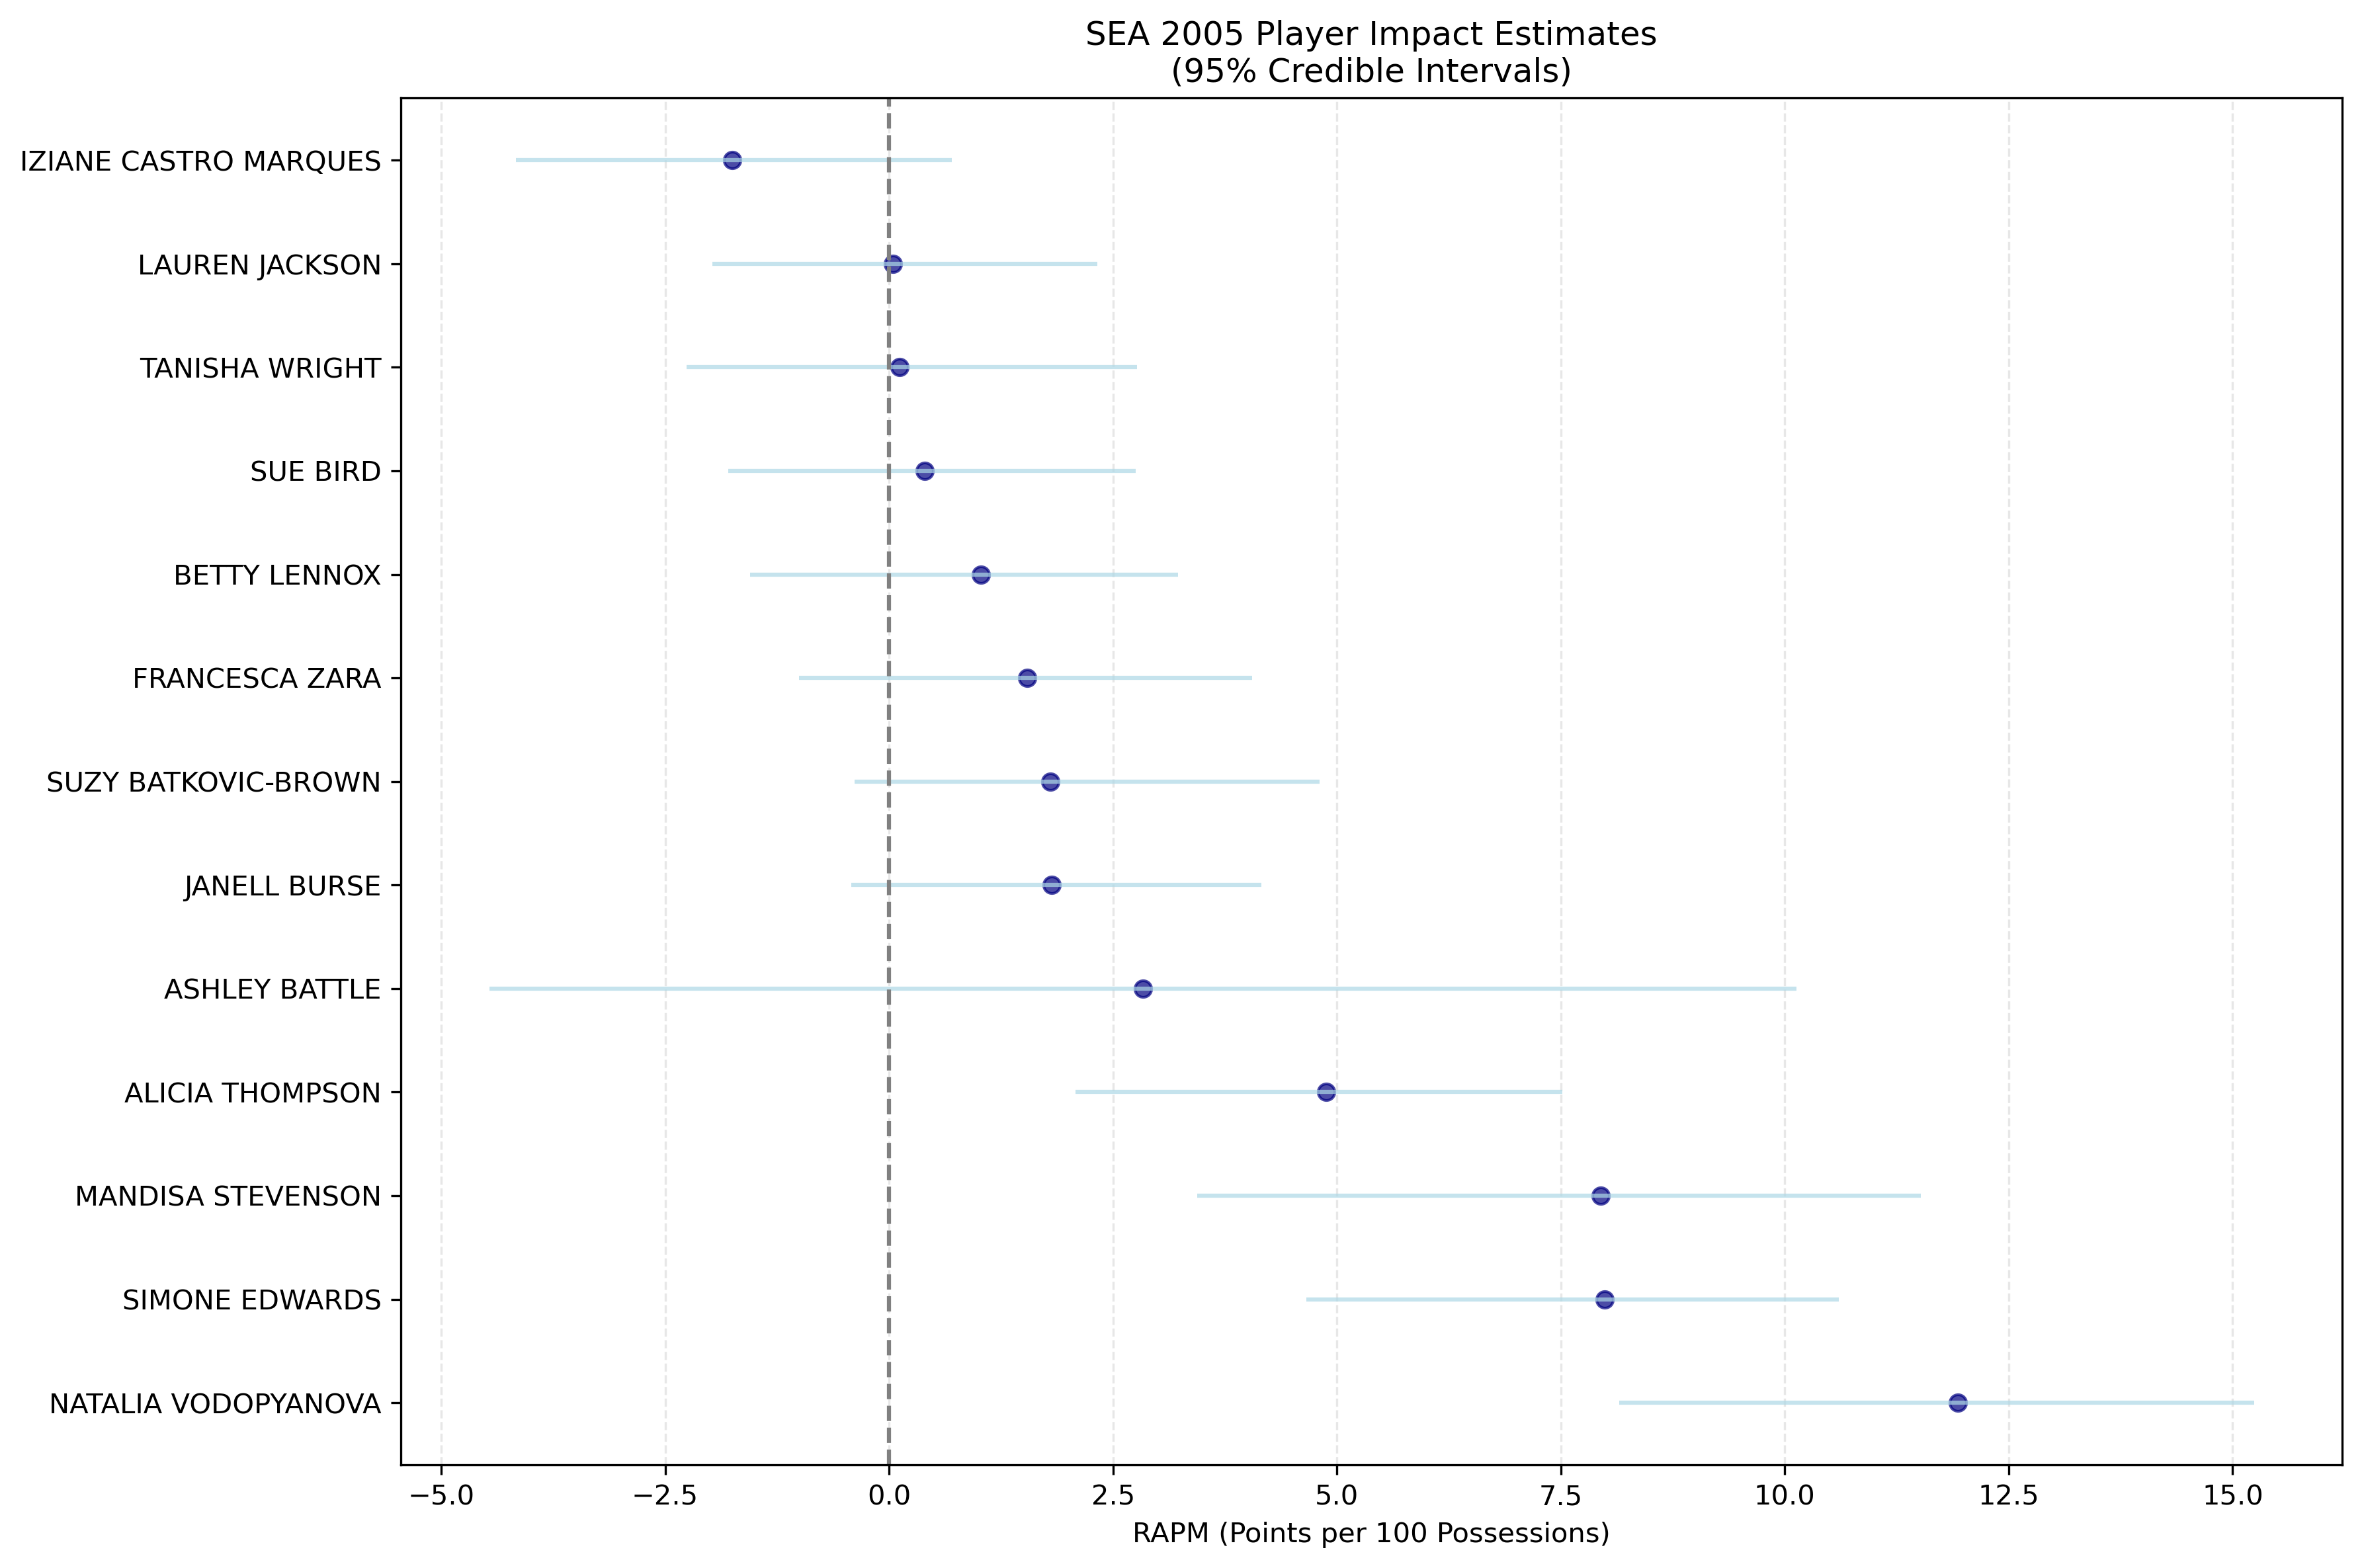 SEA 2005 Player Impact Estimates
(95% Credible Intervals)
IZIANE CASTRO MARQUES
LAUREN JACKSON
TANISHA WRIGHT
SUE BIRD
BETTY LENNOX
FRANCESCA ZARA
SUZY BATKOVIC-BROWN
JANELL BURSE
ASHLEY BATTLE
ALICIA THOMPSON
MANDISA STEVENSON
SIMONE EDWARDS
NATALIA VODOPYANOVA
−5.0 −2.5 0.0 2.5 5.0 7.5 10.0 12.5 15.0
RAPM (Points per 100 Possessions)